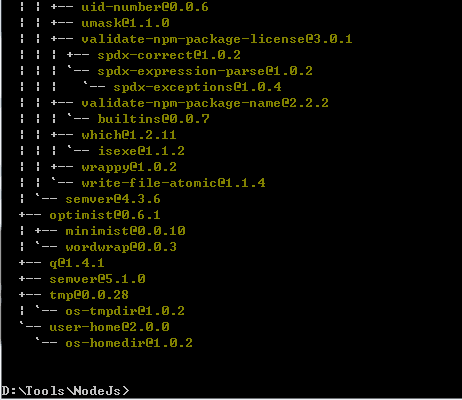 ¦ ¦ +-- uid-number@0.0.6
¦ ¦ +-- umask@1.1.0
¦ ¦ +-- validate-npm-package-license@3.0.1
¦ ¦ ¦ +-- spdx-correct@1.0.2
¦ ¦ ¦ `-- spdx-expression-parse@1.0.2
¦ ¦ ¦   `-- spdx-exceptions@1.0.4
¦ ¦ +-- validate-npm-package-name@2.2.2
¦ ¦ ¦ `-- builtins@0.0.7
¦ ¦ +-- which@1.2.11
¦ ¦ ¦ `-- isexe@1.1.2
¦ ¦ +-- wrappy@1.0.2
¦ ¦ `-- write-file-atomic@1.1.4
¦ `-- semver@4.3.6
+-- optimist@0.6.1
¦ +-- minimist@0.0.10
¦ `-- wordwrap@0.0.3
+-- q@1.4.1
+-- semver@5.1.0
+-- tmp@0.0.28
¦ `-- os-tmpdir@1.0.2
`-- user-home@2.0.0
  `-- os-homedir@1.0.2
D:\Tools\NodeJs>